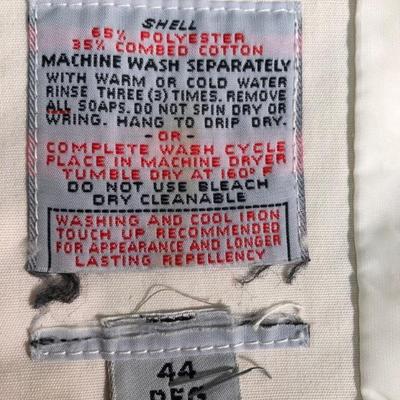 SHELL
65% POLYESTER
35% COMBED COTTON
MACHINE WASH SEPARATELY
WITH WARM OR COLD WATER
RINSE THREE (3) TIMES. REMOVE
ALL SOAPS. DO NOT SPIN DRY OR
WRING. HANG TO DRIP DRY.
- OR -
COMPLETE WASH CYCLE
PLACE IN MACHINE DRYER
TUMBLE DRY AT 160° F
DO NOT USE BLEACH
DRY CLEANABLE
WASHING AND COOL IRON
TOUCH UP RECOMMENDED
FOR APPEARANCE AND LONGER
LASTING REPELLENCY
44
REG